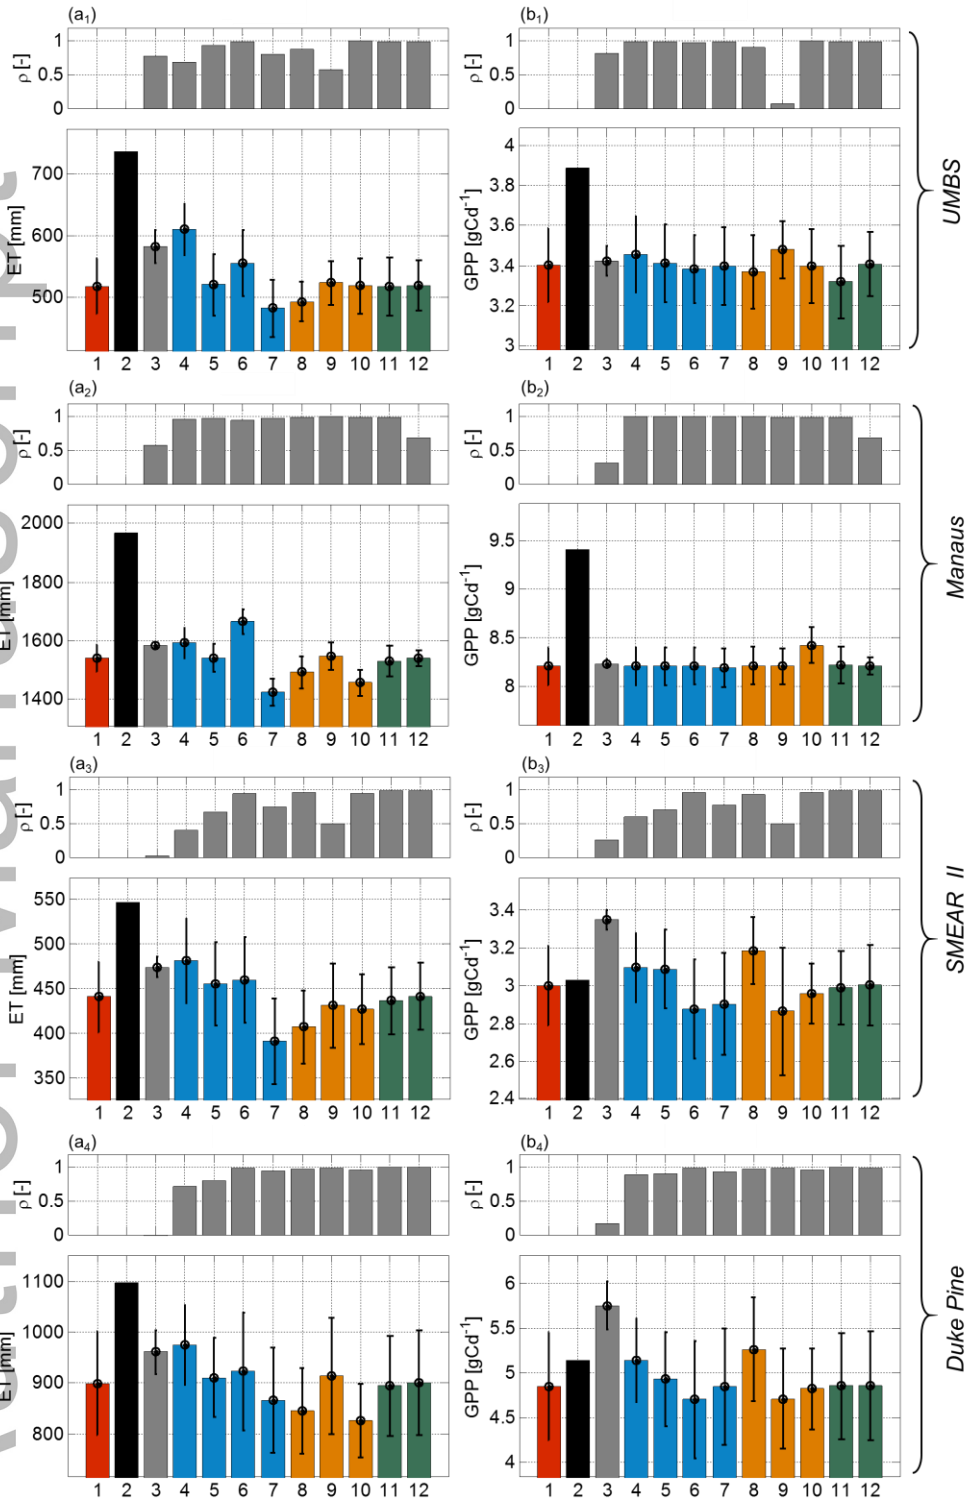 (a1)
ρ [-]
1
0.5
0
ET [mm]
700
600
500
1 2 3 4 5 6 7 8 9 10 11 12
(b1)
ρ [-]
1
0.5
0
GPP [gCd-1]
4
3.8
3.6
3.4
3.2
3
1 2 3 4 5 6 7 8 9 10 11 12
UMBS
(a2)
ρ [-]
1
0.5
0
ET [mm]
2000
1800
1600
1400
1 2 3 4 5 6 7 8 9 10 11 12
(b2)
ρ [-]
1
0.5
0
GPP [gCd-1]
9.5
9
8.5
8
1 2 3 4 5 6 7 8 9 10 11 12
Manaus
(a3)
ρ [-]
1
0.5
0
ET [mm]
550
500
450
400
350
1 2 3 4 5 6 7 8 9 10 11 12
(b3)
ρ [-]
1
0.5
0
GPP [gCd-1]
3.4
3.2
3
2.8
2.6
2.4
1 2 3 4 5 6 7 8 9 10 11 12
SMEAR II
(a4)
ρ [-]
1
0.5
0
ET [mm]
1100
1000
900
800
1 2 3 4 5 6 7 8 9 10 11 12
(b4)
ρ [-]
1
0.5
0
GPP [gCd-1]
6
5.5
5
4.5
4
1 2 3 4 5 6 7 8 9 10 11 12
Duke Pine